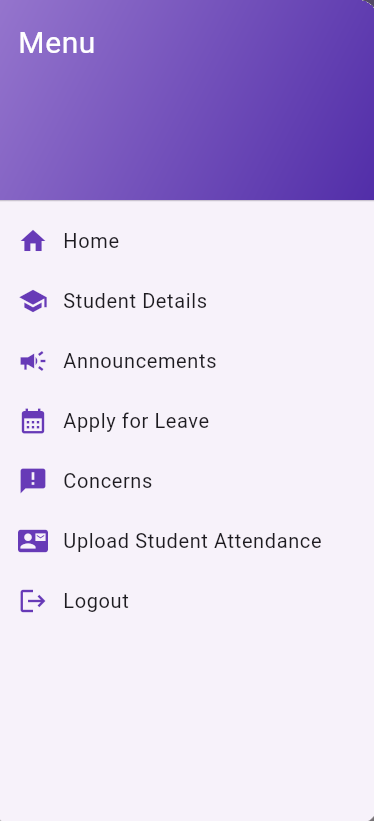 Menu
Home
Student Details
Announcements
Apply for Leave
Concerns
Upload Student Attendance
Logout